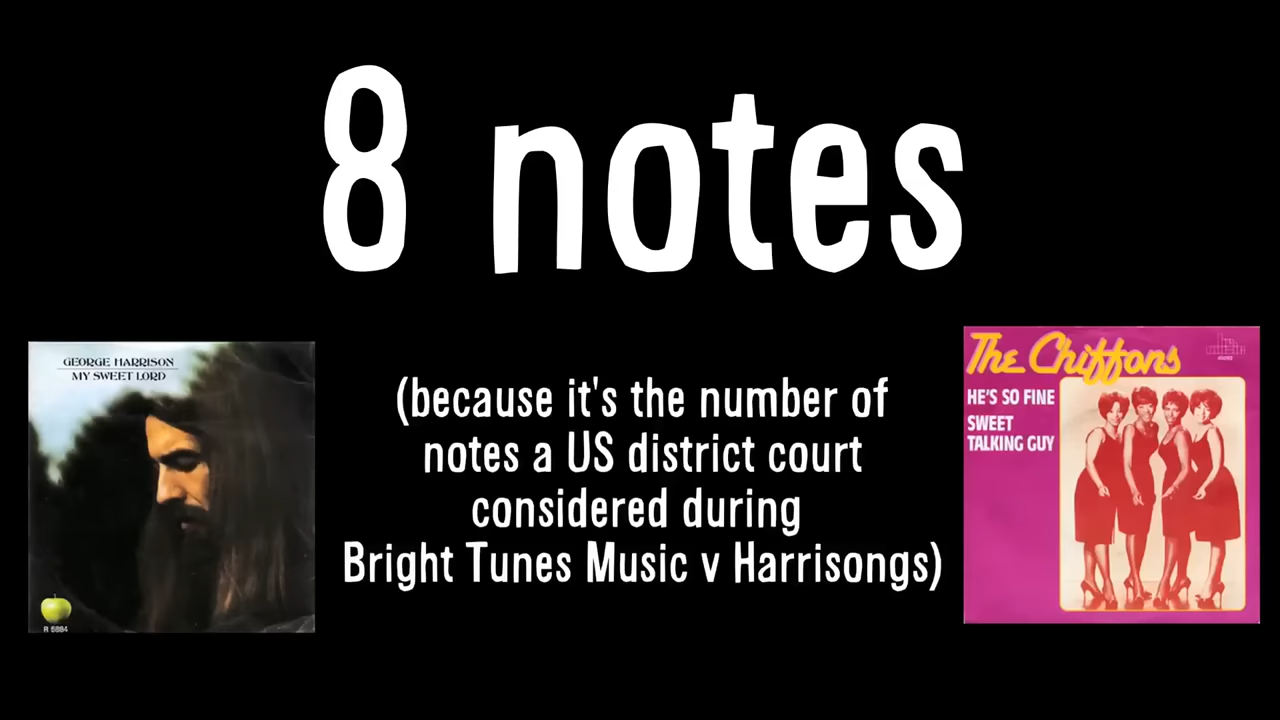 8 notes
GEORGE HARRISON
MY SWEET LORD
R 5884
(because it's the number of
notes a US district court
considered during
Bright Tunes Music v Harrisongs)
The Chiffons
HE'S SO FINE
SWEET
TALKING GUY